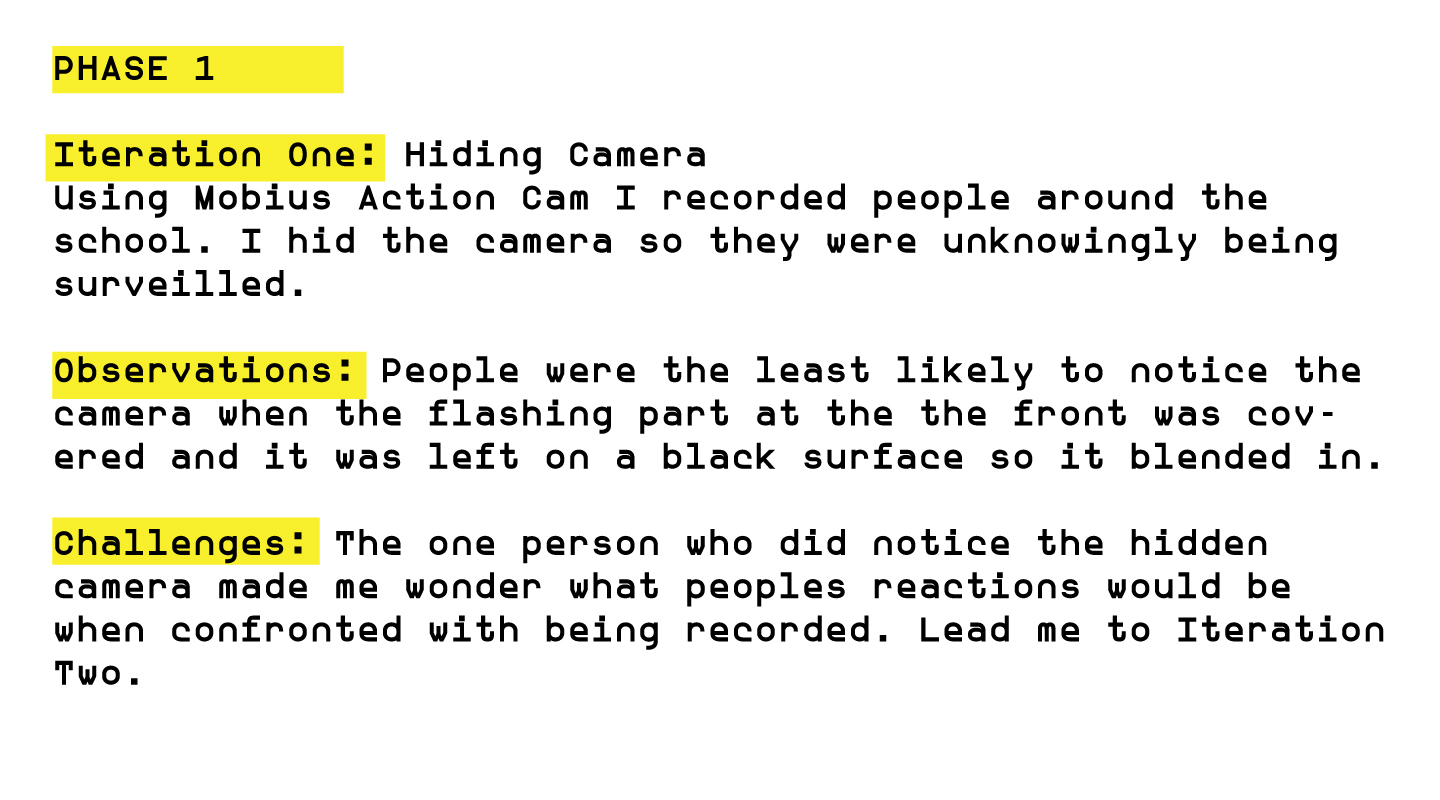 PHASE 1
Iteration One: Hiding Camera
Using Mobius Action Cam I recorded people around the
school. I hid the camera so they were unknowingly being
surveilled.
Observations: People were the least likely to notice the
camera when the flashing part at the the front was cov-
ered and it was left on a black surface so it blended in.
Challenges: The one person who did notice the hidden
camera made me wonder what peoples reactions would be
when confronted with being recorded. Lead me to Iteration
Two.